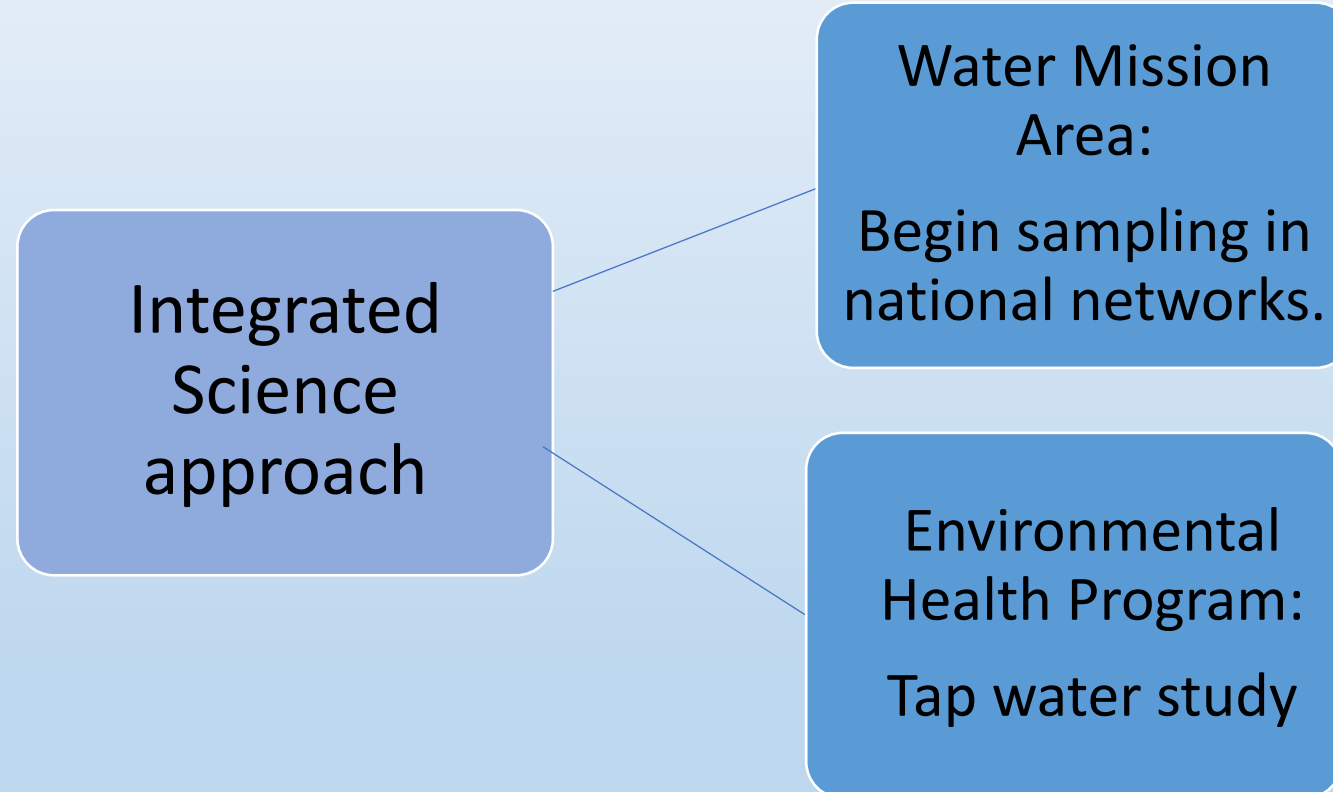 Integrated
Science
approach
Water Mission
Area:
Begin sampling in
national networks.
Environmental
Health Program:
Tap water study